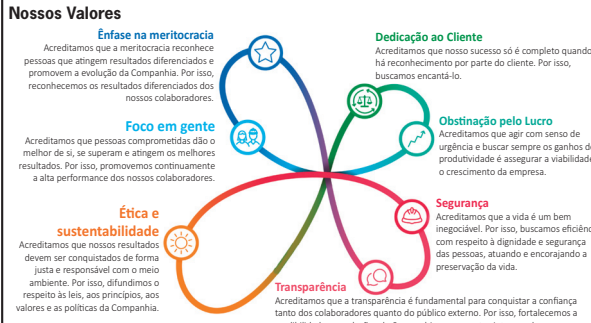 Nossos Valores
Ênfase na meritocracia
Acreditamos que a meritocracia reconhece
pessoas que atingem resultados diferenciados e
promovem a evolução da Companhia. Por isso,
reconhecemos os resultados diferenciados dos
nossos colaboradores.
Foco em gente
Acreditamos que pessoas comprometidas dão o
melhor de si, se superam e atingem os melhores
resultados. Por isso, promovemos continuamente
a alta performance dos nossos colaboradores.
Ética e
sustentabilidade
Acreditamos que nossos resultados
devem ser conquistados de forma
justa e responsável com o meio
ambiente. Por isso, difundimos o
respeito às leis, aos princípios, aos
valores e as políticas da Companhia.
Dedicação ao Cliente
Acreditamos que nosso sucesso só é completo quando
há reconhecimento por parte do cliente. Por isso,
buscamos encantá-lo.
Obstinação pelo Lucro
Acreditamos que agir com senso de
urgência e buscar sempre os ganhos de
produtividade é assegurar a viabilidade
o crescimento da empresa.
Segurança
Acreditamos que a vida é um bem
inegociável. Por isso, buscamos eficiênc
com respeito à dignidade e segurança
das pessoas, atuando e encorajando a
preservação da vida.
Transparência
Acreditamos que a transparência é fundamental para conquistar a confiança
tanto dos colaboradores quanto do público externo. Por isso, fortalecemos a